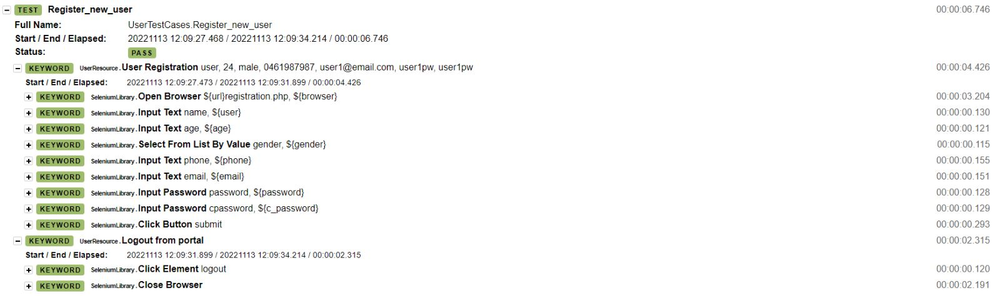 TEST Register_new_user 00:00:06.746
Full Name: UserTestCases.Register_new_user
Start / End / Elapsed: 20221113 12:09:27.468 / 20221113 12:09:34.214 / 00:00:06.746
Status: PASS
KEYWORD UserResource.User Registration user, 24, male, 0461987987, user1@email.com, user1pw, user1pw 00:00:04.426
Start / End / Elapsed: 20221113 12:09:27.473 / 20221113 12:09:31.899 / 00:00:04.426
KEYWORD SeleniumLibrary.Open Browser ${url}registration.php, ${browser} 00:00:03.204
KEYWORD SeleniumLibrary.Input Text name, ${user} 00:00:00.130
KEYWORD SeleniumLibrary.Input Text age, ${age} 00:00:00.121
KEYWORD SeleniumLibrary.Select From List By Value gender, ${gender} 00:00:00.115
KEYWORD SeleniumLibrary.Input Text phone, ${phone} 00:00:00.155
KEYWORD SeleniumLibrary.Input Text email, ${email} 00:00:00.151
KEYWORD SeleniumLibrary.Input Password password, ${password} 00:00:00.128
KEYWORD SeleniumLibrary.Input Password cpassword, ${c_password} 00:00:00.129
KEYWORD SeleniumLibrary.Click Button submit 00:00:00.293
KEYWORD UserResource.Logout from portal 00:00:02.315
Start / End / Elapsed: 20221113 12:09:31.899 / 20221113 12:09:34.214 / 00:00:02.315
KEYWORD SeleniumLibrary.Click Element logout 00:00:00.120
KEYWORD SeleniumLibrary.Close Browser 00:00:02.191